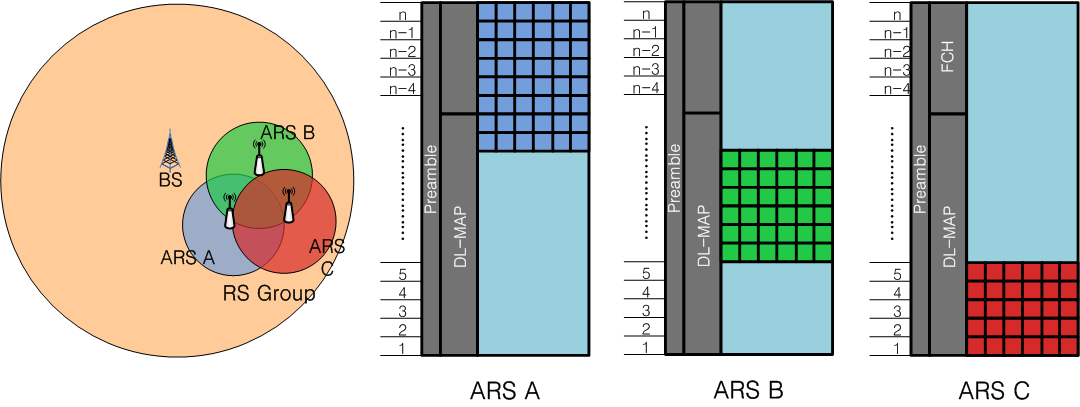 ARS B
BS
ARS A
ARS
C
RS Group
n
n-1
n-2
n-3
n-4
5
4
3
2
1
Preamble
DL-MAP
ARS A
n
n-1
n-2
n-3
n-4
5
4
3
2
1
Preamble
DL-MAP
ARS B
n
n-1
n-2
n-3
n-4
5
4
3
2
1
Preamble
FCH
DL-MAP
ARS C